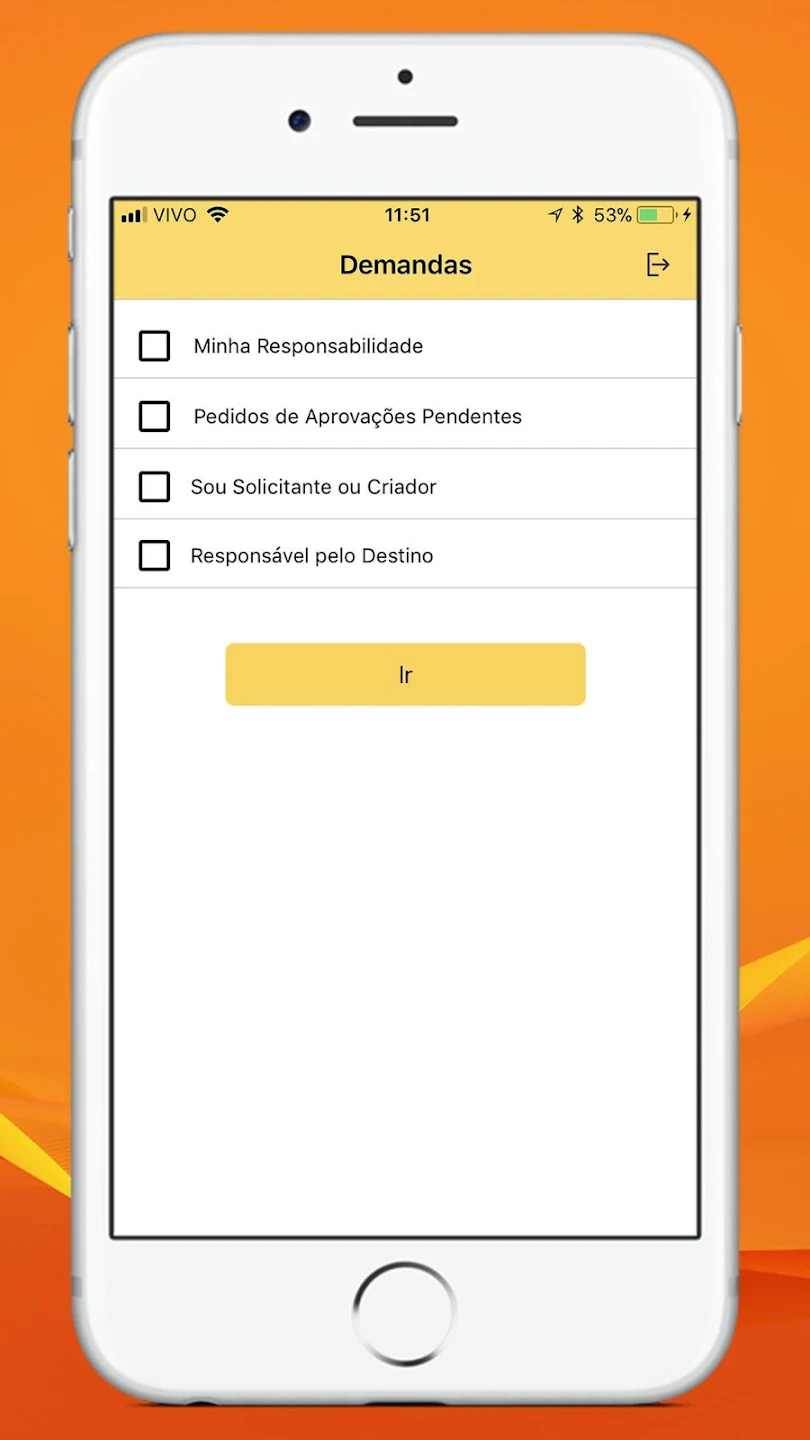 VIVO 11:51 53%
Demandas
Minha Responsabilidade
Pedidos de Aprovações Pendentes
Sou Solicitante ou Criador
Responsável pelo Destino
Ir